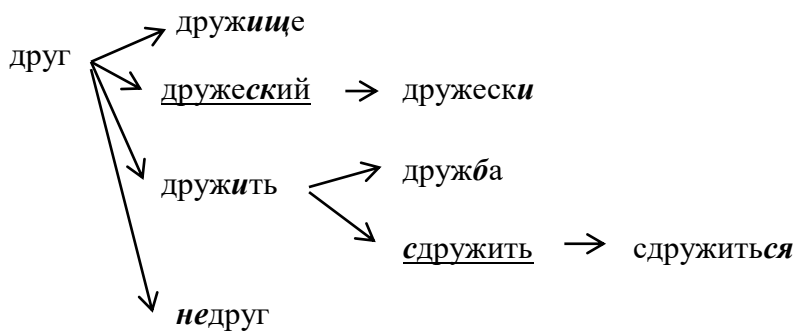 дружище
друг
дружеский дружески
дружить дружба
сдружить сдружиться
недруг